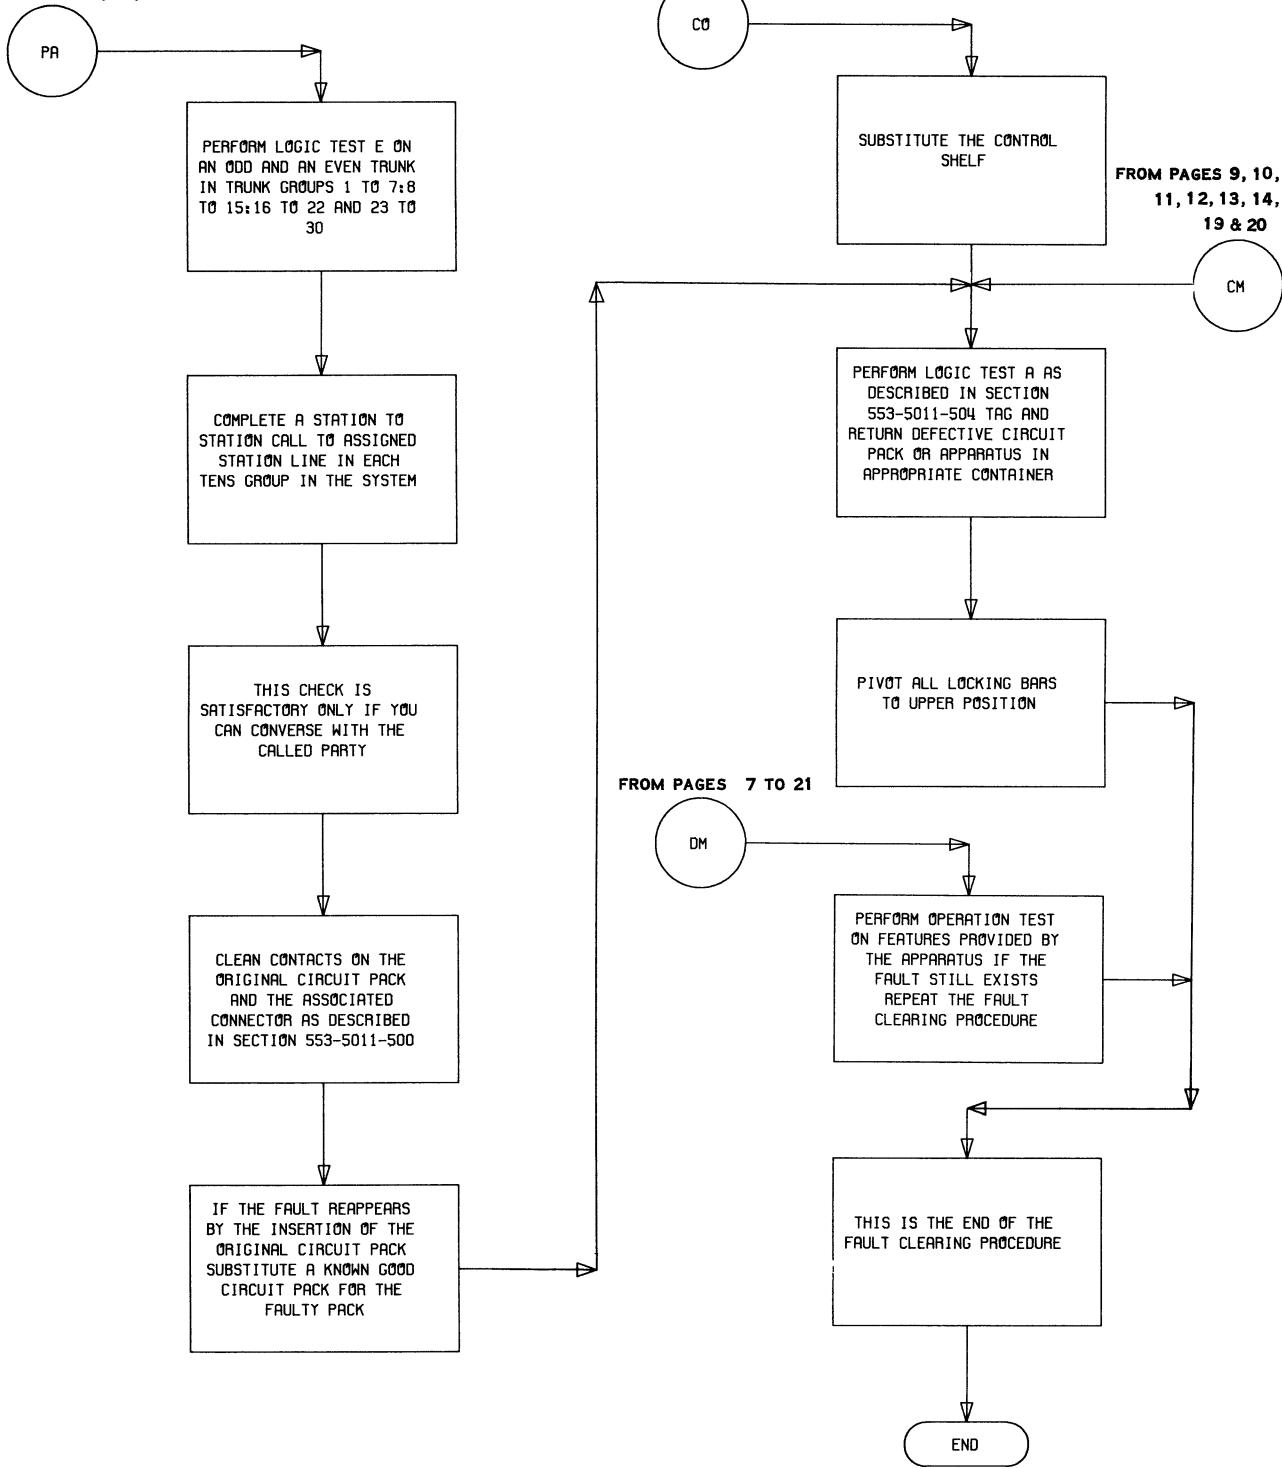 PA
PERFORM LOGIC TEST E ON
AN ODD AND AN EVEN TRUNK
IN TRUNK GROUPS 1 TO 7:8
TO 15:16 TO 22 AND 23 TO
30
COMPLETE A STATION TO
STATION CALL TO ASSIGNED
STATION LINE IN EACH
TENS GROUP IN THE SYSTEM
THIS CHECK IS
SATISFACTORY ONLY IF YOU
CAN CONVERSE WITH THE
CALLED PARTY
CLEAN CONTACTS ON THE
ORIGINAL CIRCUIT PACK
AND THE ASSOCIATED
CONNECTOR AS DESCRIBED
IN SECTION 553-5011-500
IF THE FAULT REAPPEARS
BY THE INSERTION OF THE
ORIGINAL CIRCUIT PACK
SUBSTITUTE A KNOWN GOOD
CIRCUIT PACK FOR THE
FAULTY PACK
CO
SUBSTITUTE THE CONTROL
SHELF
FROM PAGES 9, 10,
11, 12, 13, 14,
19 & 20
CM
PERFORM LOGIC TEST A AS
DESCRIBED IN SECTION
553-5011-504 TAG AND
RETURN DEFECTIVE CIRCUIT
PACK OR APPARATUS IN
APPROPRIATE CONTAINER
PIVOT ALL LOCKING BARS
TO UPPER POSITION
FROM PAGES 7 TO 21
DM
PERFORM OPERATION TEST
ON FEATURES PROVIDED BY
THE APPARATUS IF THE
FAULT STILL EXISTS
REPEAT THE FAULT
CLEARING PROCEDURE
THIS IS THE END OF THE
FAULT CLEARING PROCEDURE
END